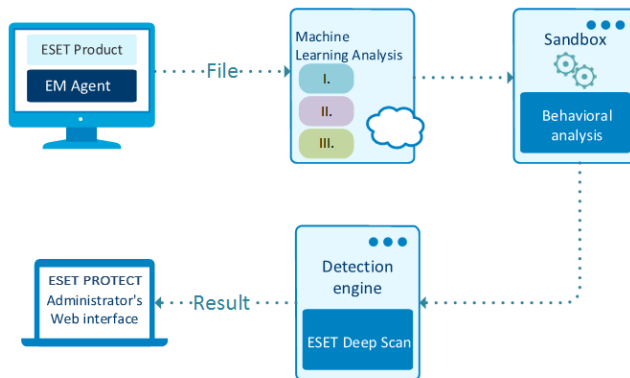 ESET Product
EM Agent
File
Machine
Learning Analysis
I.
II.
III.
Sandbox
Behavioral
analysis
Detection
engine
ESET Deep Scan
Result
ESET PROTECT
Administrator's
Web interface